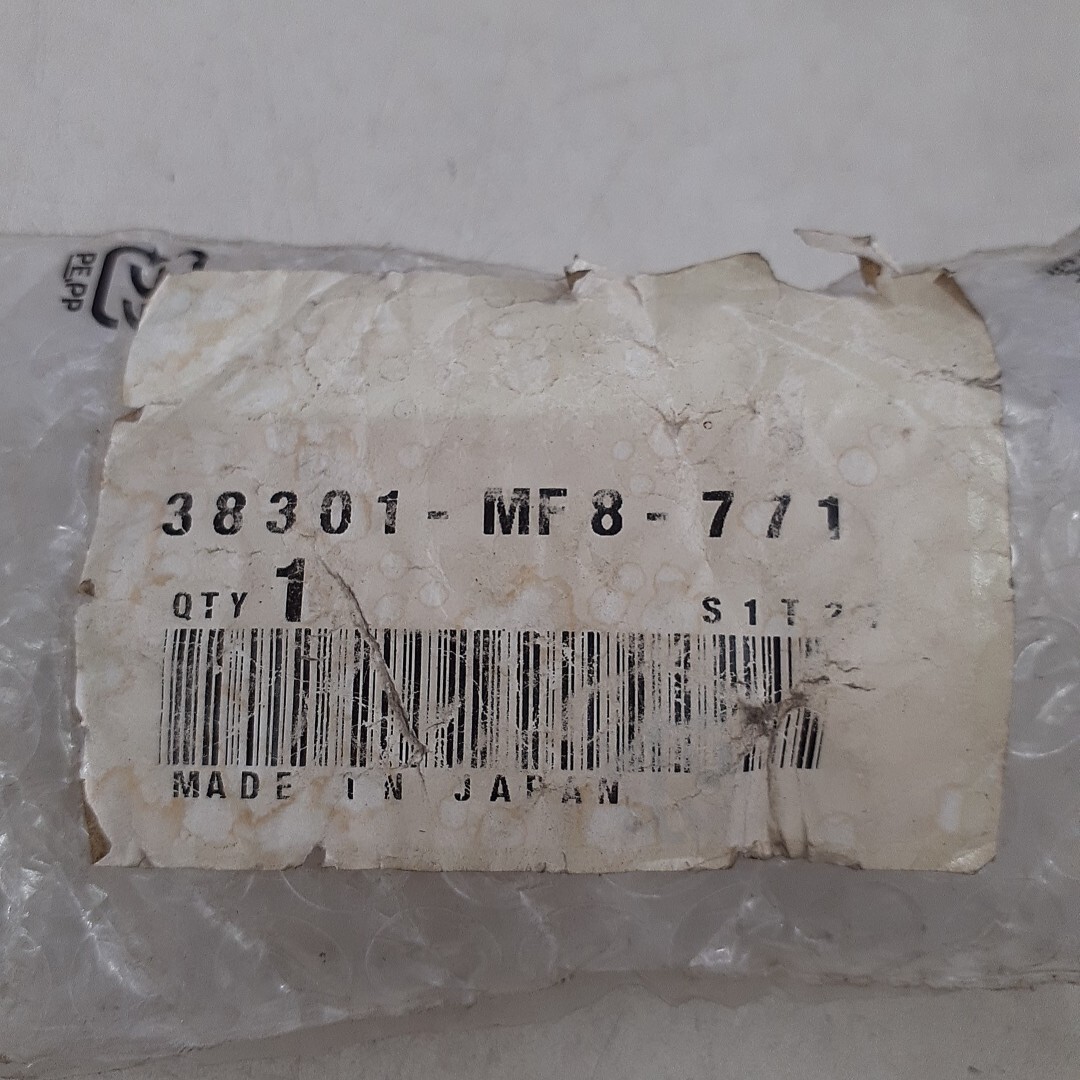 PE,PP
38301-MF8-771
QTY 1
MADE IN JAPAN